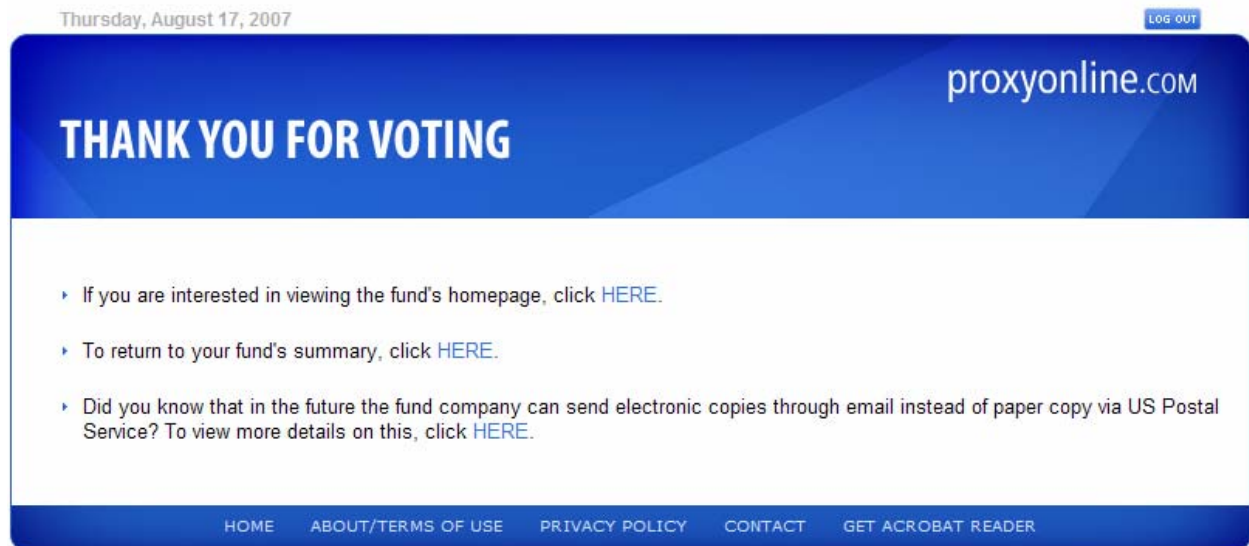 Thursday, August 17, 2007
LOG OUT
proxyonline.COM
THANK YOU FOR VOTING
If you are interested in viewing the fund's homepage, click HERE.
To return to your fund's summary, click HERE.
Did you know that in the future the fund company can send electronic copies through email instead of paper copy via US Postal
Service? To view more details on this, click HERE.
HOME ABOUT/TERMS OF USE PRIVACY POLICY CONTACT GET ACROBAT READER